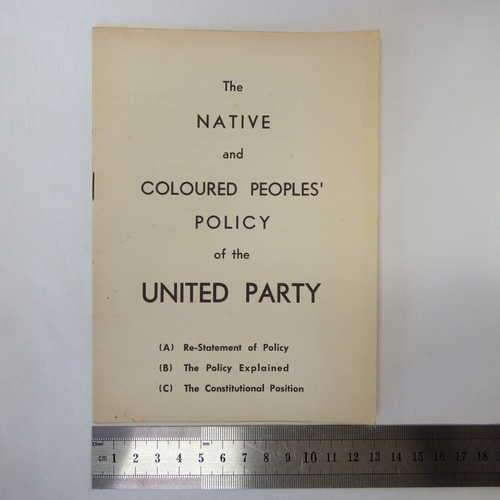 The
NATIVE
and
COLOURED PEOPLES'
POLICY
of the
UNITED PARTY
(A) Re-Statement of Policy
(B) The Policy Explained
(C) The Constitutional Position
cm 1 2 3 4 5 6 7 8 9 10 11 12 13 14 15 16 17 18